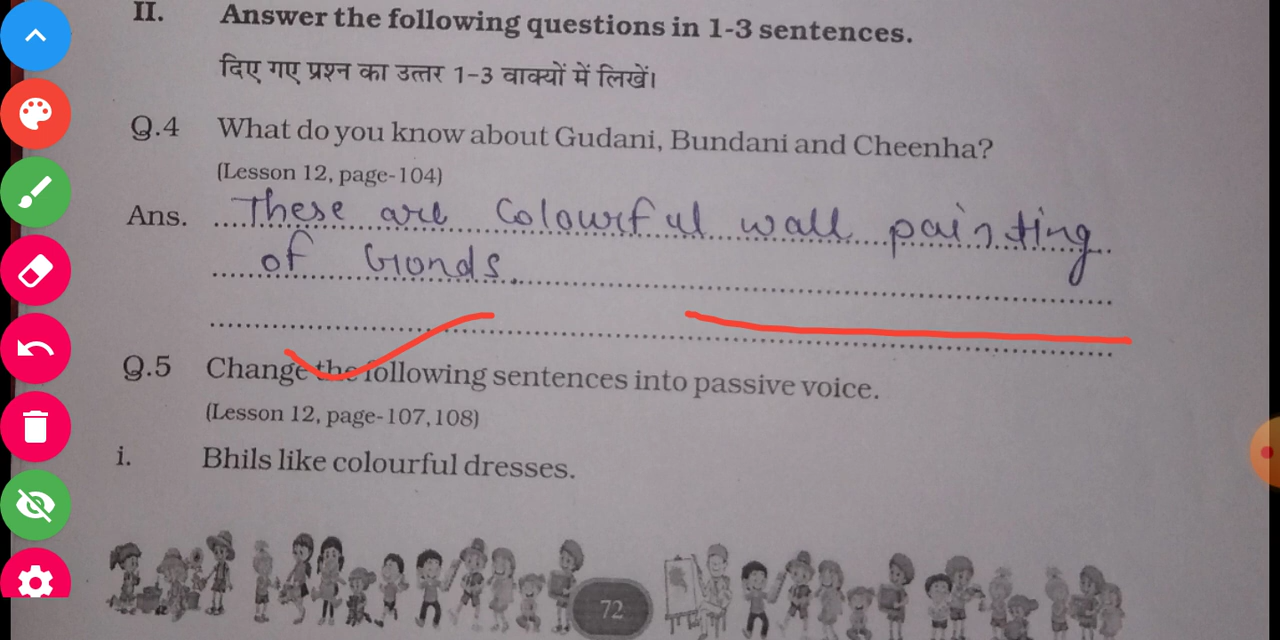 II. Answer the following questions in 1-3 sentences.
दिए गए प्रश्न का उत्तर 1-3 वाक्यों में लिखें।
Q.4 What do you know about Gudani, Bundani and Cheenha?
(Lesson 12, page-104)
Ans. These are colourful wall painting
of Gonds.
Q.5 Change the following sentences into passive voice.
(Lesson 12, page-107,108)
i. Bhils like colourful dresses.
72